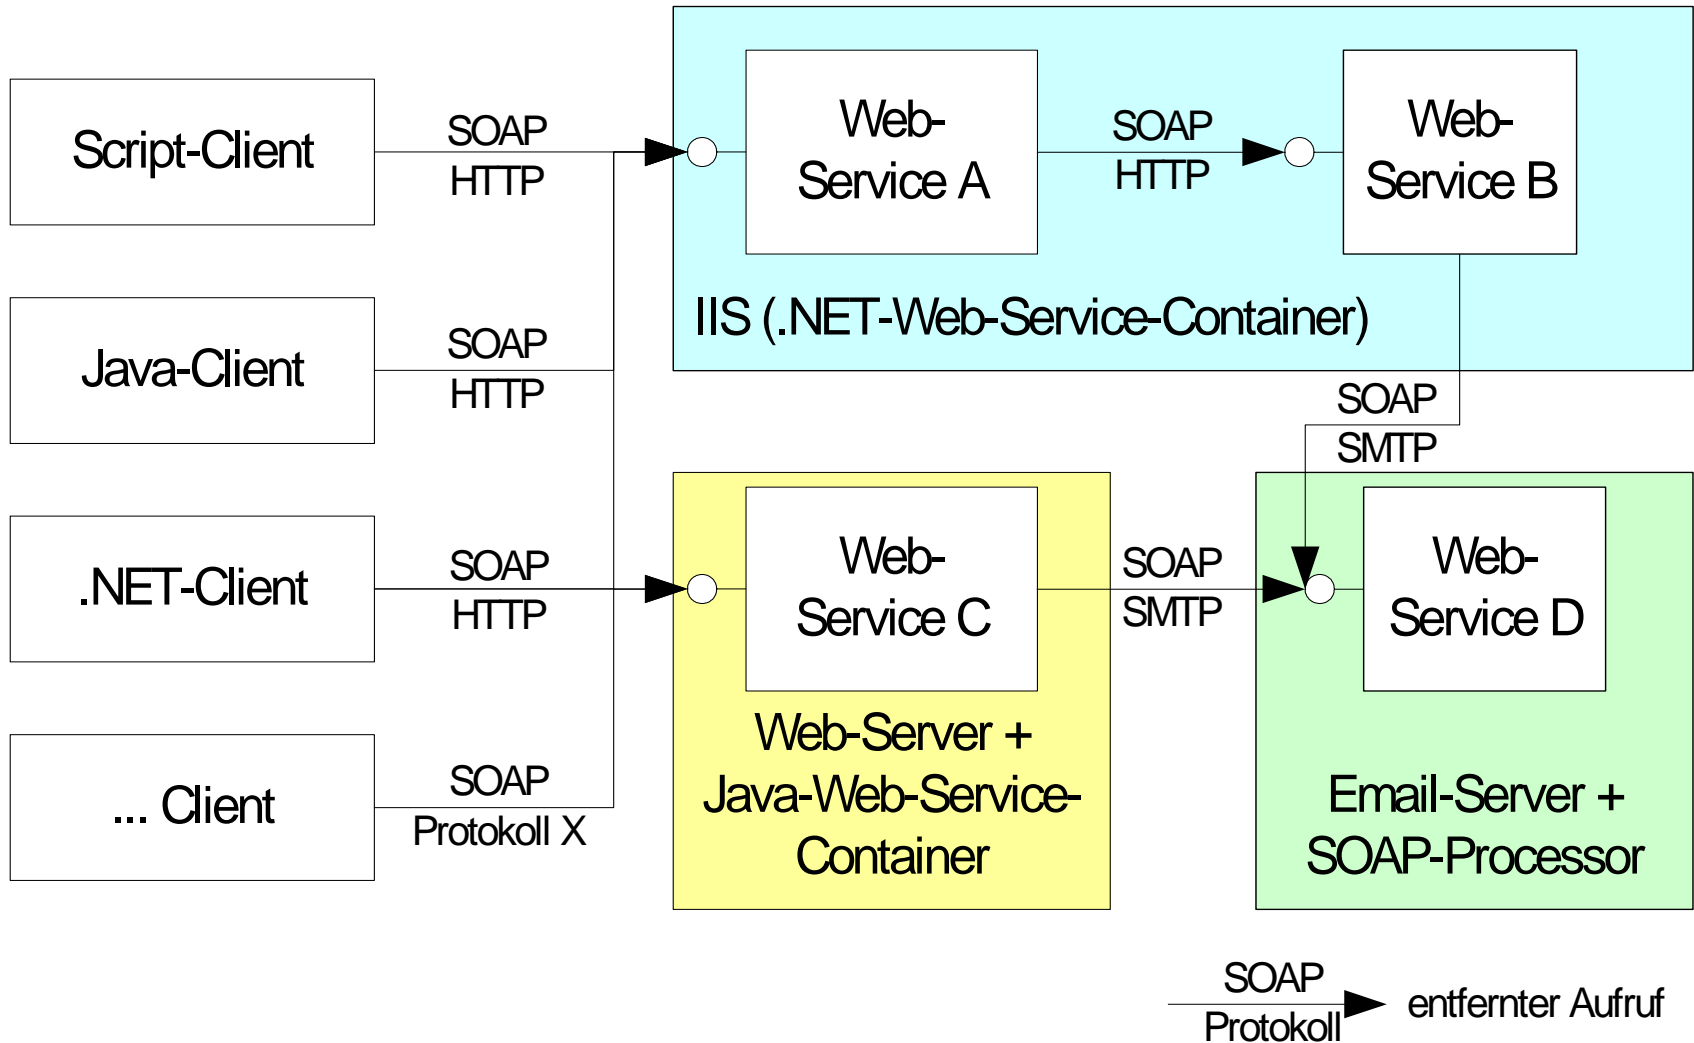 Script-Client
SOAP
HTTP
Web-
Service A
SOAP
HTTP
Web-
Service B
IIS (.NET-Web-Service-Container)
Java-Client
SOAP
HTTP
SOAP
SMTP
.NET-Client
SOAP
HTTP
Web-
Service C
SOAP
SMTP
Web-
Service D
... Client
SOAP
Protokoll X
Web-Server +
Java-Web-Service-
Container
Email-Server +
SOAP-Processor
SOAP
Protokoll
entfernter Aufruf